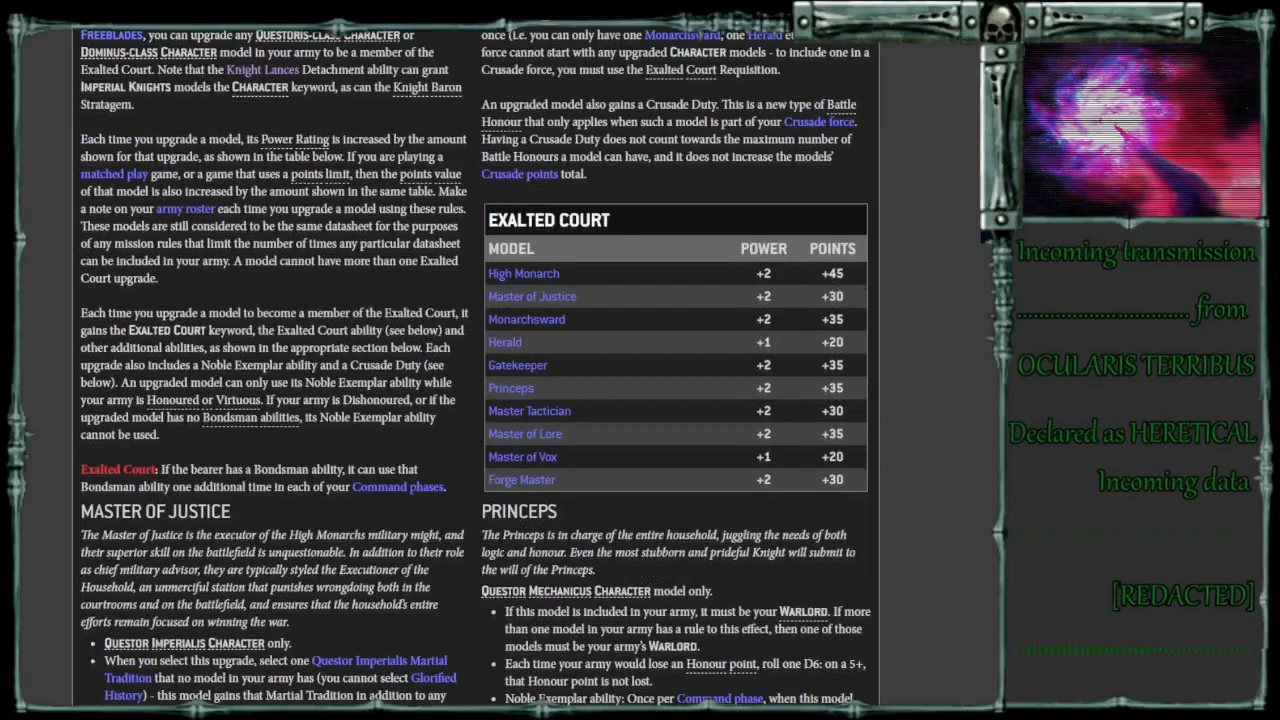 FREEBLADES, you can upgrade any QUESTORIS-CLASS CHARACTER or
DOMINUS-CLASS CHARACTER model in your army to be a member of the
Exalted Court. Note that the Knight Lances Detachment ability can grant
IMPERIAL KNIGHTS models the CHARACTER keyword, as can the Knight Baron
Stratagem.
Each time you upgrade a model, its Power Rating is increased by the amount
shown for that upgrade, as shown in the table below. If you are playing a
matched play game, or a game that uses a points limit, then the points value
of that model is also increased by the amount shown in the same table. Make
a note on your army roster each time you upgrade a model using these rules.
These models are still considered to be the same datasheet for the purposes
of any mission rules that limit the number of times any particular datasheet
can be included in your army. A model cannot have more than one Exalted
Court upgrade.
Each time you upgrade a model to become a member of the Exalted Court, it
gains the EXALTED COURT keyword, the Exalted Court ability (see below) and
other additional abilities, as shown in the appropriate section below. Each
upgrade also includes a Noble Exemplar ability and a Crusade Duty (see
below). An upgraded model can only use its Noble Exemplar ability while
your army is Honoured or Virtuous. If your army is Dishonoured, or if the
upgraded model has no Bondsman abilities, its Noble Exemplar ability
cannot be used.
Exalted Court: If the bearer has a Bondsman ability, it can use that
Bondsman ability one additional time in each of your Command phases.
MASTER OF JUSTICE
The Master of Justice is the executor of the High Monarchs military might, and
their superior skill on the battlefield is unquestionable. In addition to their role
as chief military advisor, they are typically styled the Executioner of the
Household, an unmerciful station that punishes wrongdoing both in the
courtrooms and on the battlefield, and ensures that the household's entire
efforts remain focused on winning the war.
• QUESTOR IMPERIALIS CHARACTER only.
• When you select this upgrade, select one Questor Imperialis Martial
Tradition that no model in your army has (you cannot select Glorified
History) - this model gains that Martial Tradition in addition to any
once (I.e. you can only have one Monarchsward, one Herald
force cannot start with any upgraded CHARACTER models - to include one in a
Crusade force, you must use the Exalted Court Requisition.
An upgraded model also gains a Crusade Duty. This is a new type of Battle
Honour that only applies when such a model is part of your Crusade force.
Having a Crusade Duty does not count towards the maximum number of
Battle Honours a model can have, and it does not increase the models'
Crusade points total.
EXALTED COURT
MODEL POWER POINTS
High Monarch +2 +45
Master of Justice +2 +30
Monarchsward +2 +35
Herald +1 +20
Gatekeeper +2 +35
Princeps +2 +35
Master Tactician +2 +30
Master of Lore +2 +35
Master of Vox +1 +20
Forge Master +2 +30
PRINCEPS
The Princeps is in charge of the entire household, juggling the needs of both
logic and honour. Even the most stubborn and prideful Knight will submit to
the will of the Princeps.
QUESTOR MECHANICUS CHARACTER model only.
• If this model is included in your army, it must be your WARLORD. If more
than one model in your army has a rule to this effect, then one of those
models must be your army's WARLORD.
• Each time your army would lose an Honour point, roll one D6: on a 5+,
that Honour point is not lost.
• Noble Exemplar ability: Once per Command phase, when this model
Incoming transmission
............................... from
OCULARIS TERRIBUS
Declared as HERETICAL
Incoming data
[REDACTED]